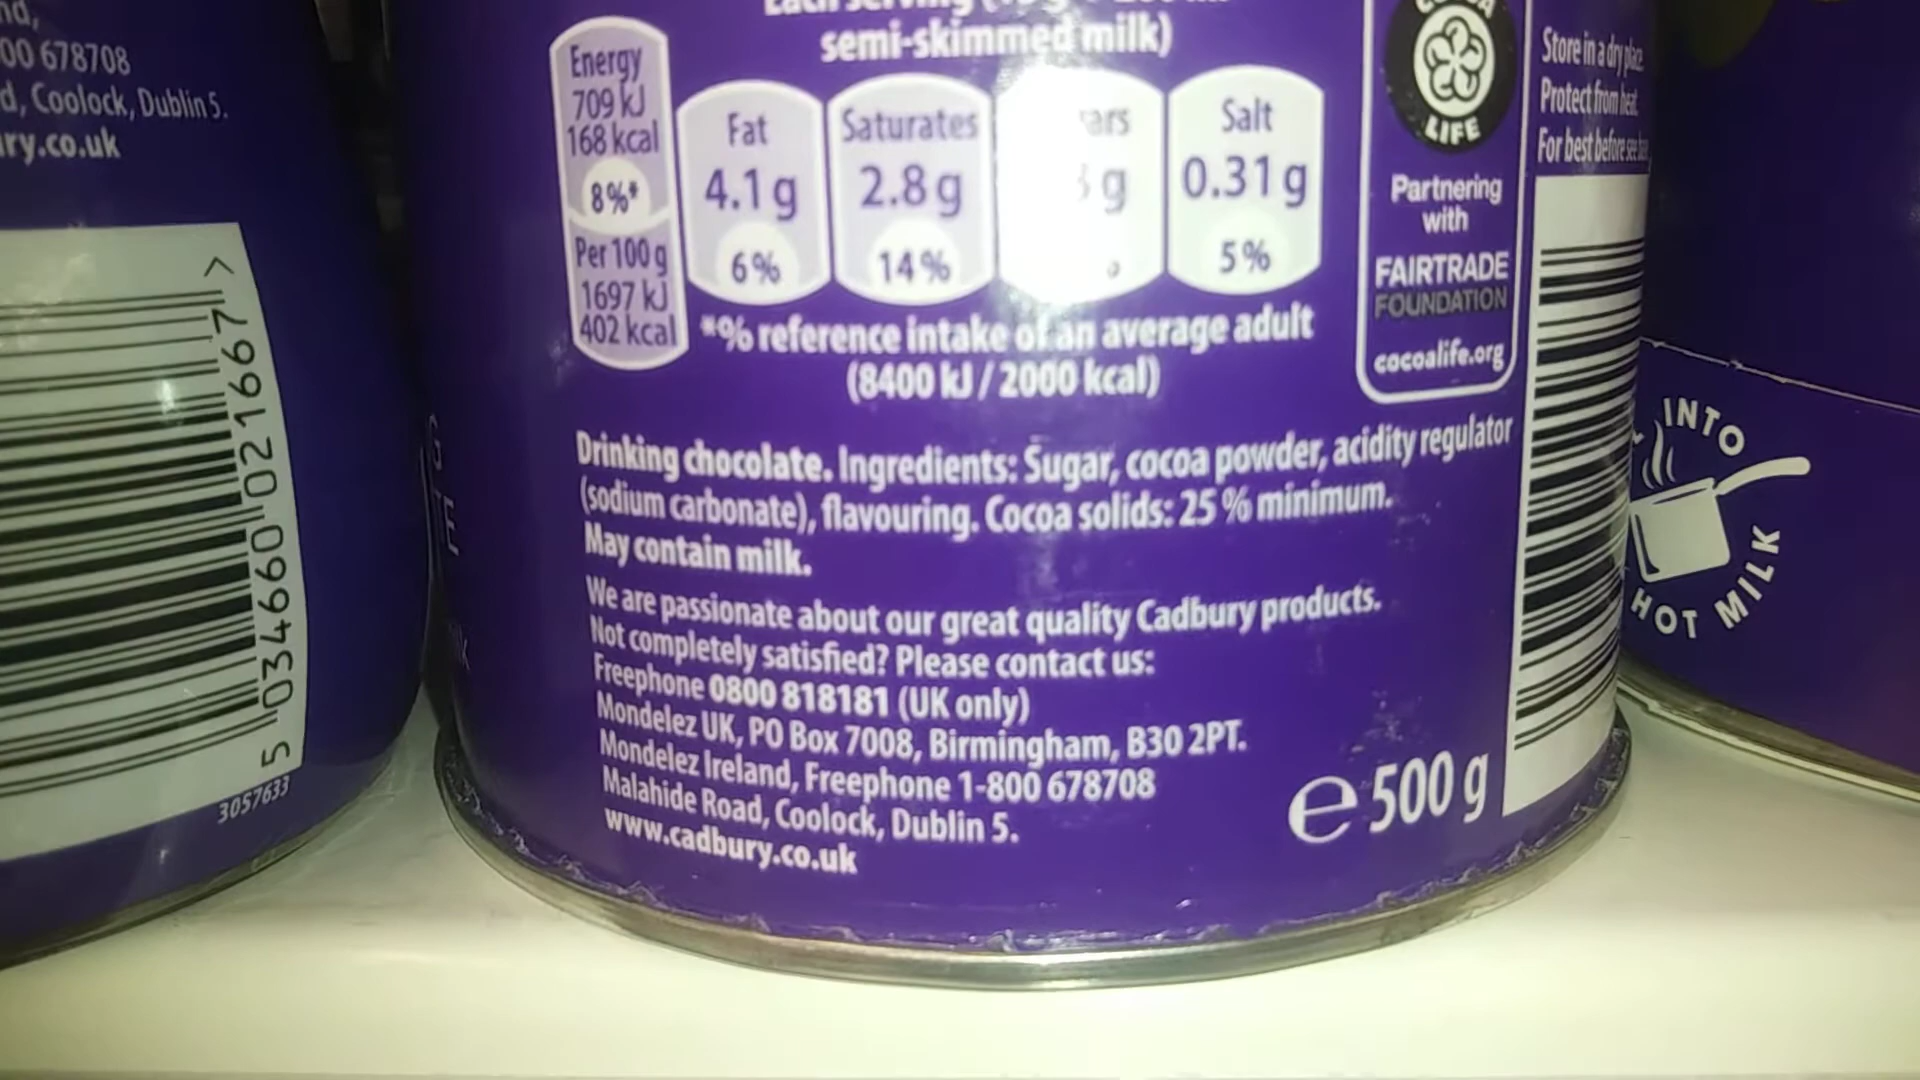 00 678708
d, Coolock, Dublin 5.
ry.co.uk
5 034660 021667 >
3057633
semi-skimmed milk)
Energy
709 kJ
168 kcal
8%*
Per 100 g
1697 kJ
402 kcal
Fat
4.1 g
6%
Saturates
2.8 g
14%
g
Salt
0.31 g
5%
*% reference intake of an average adult
(8400 kJ / 2000 kcal)
LIFE
Partnering
with
FAIRTRADE
FOUNDATION
cocoalife.org
Store in a dry place.
Protect from heat.
For best before see
Drinking chocolate. Ingredients: Sugar, cocoa powder, acidity regulator
(sodium carbonate), flavouring. Cocoa solids: 25 % minimum.
May contain milk.
We are passionate about our great quality Cadbury products.
Not completely satisfied? Please contact us:
Freephone 0800 818181 (UK only)
Mondelez UK, PO Box 7008, Birmingham, B30 2PT.
Mondelez Ireland, Freephone 1-800 678708
Malahide Road, Coolock, Dublin 5.
www.cadbury.co.uk
e 500 g
INTO
HOT MILK